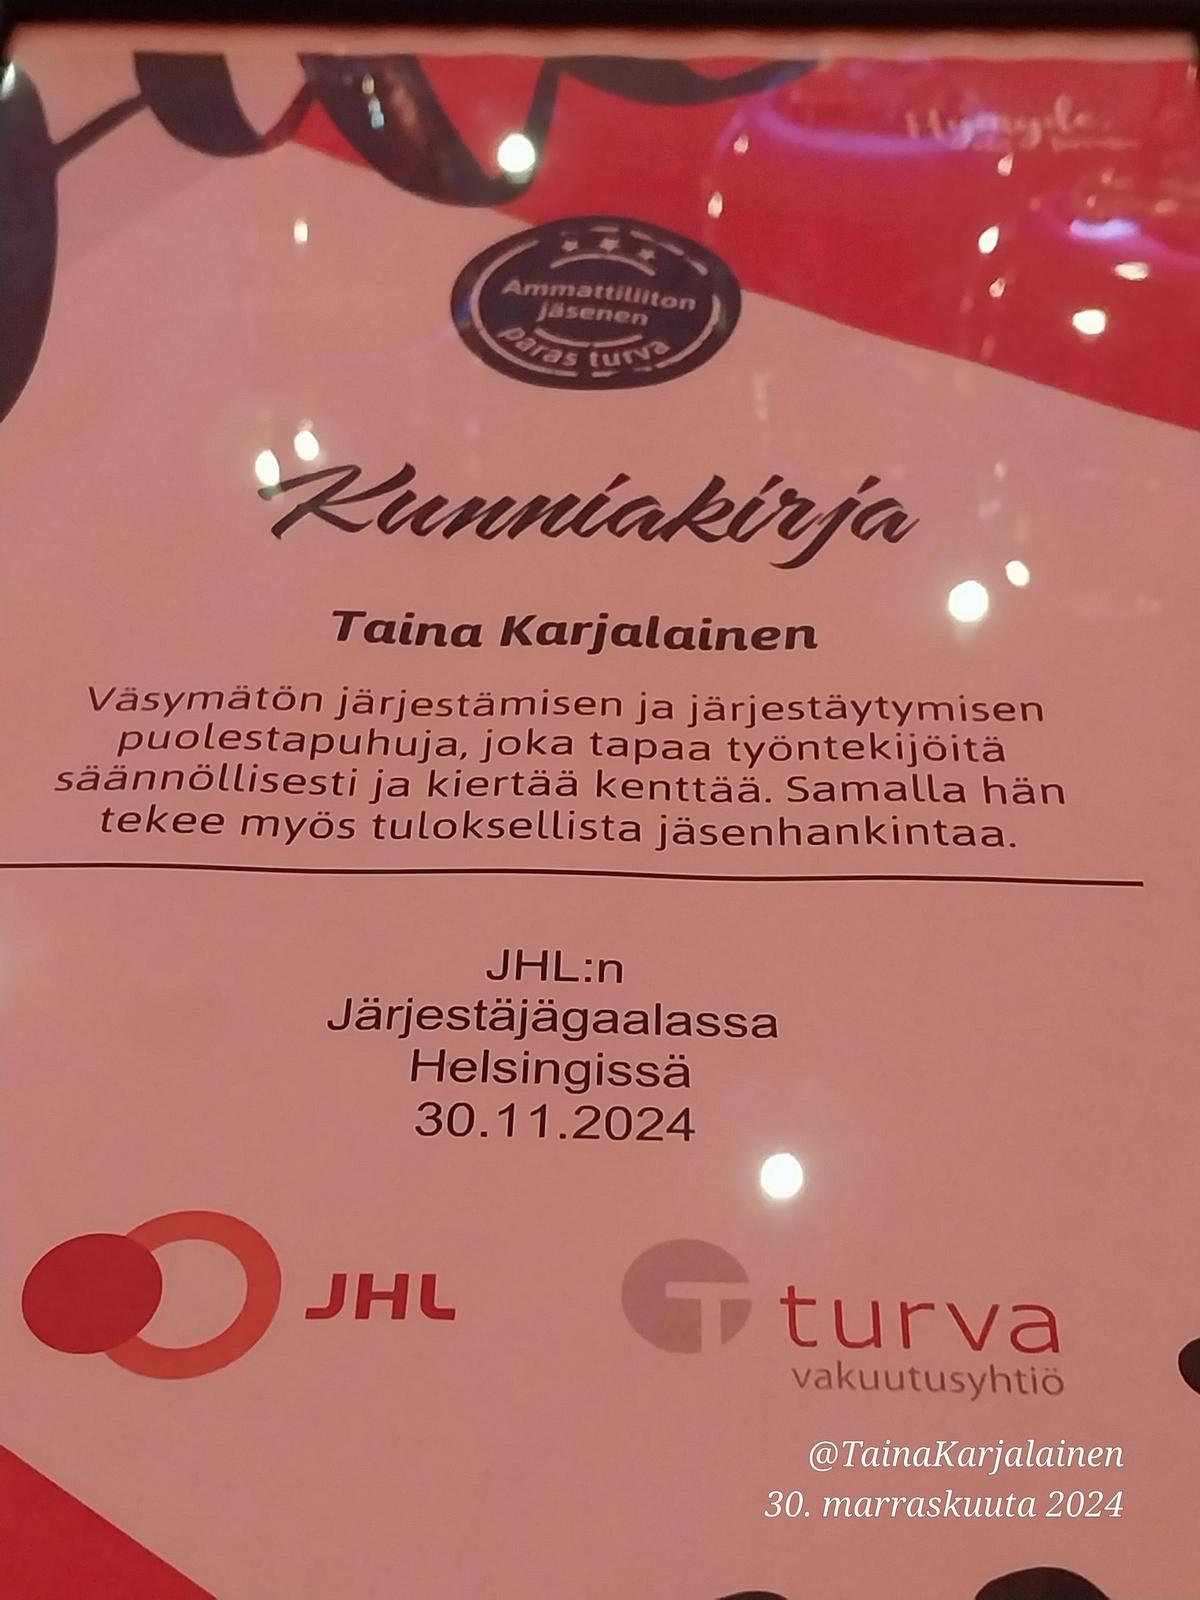 Ammattiliiton
jäsenen
paras turva
Kunniakirja
Taina Karjalainen
Väsymätön järjestämisen ja järjestäytymisen
puolestapuhuja, joka tapaa työntekijöitä
säännöllisesti ja kiertää kenttää. Samalla hän
tekee myös tuloksellista jäsenhankintaa.
JHL:n
Järjestäjägaalassa
Helsingissä
30.11.2024
JHL
turva
vakuutusyhtiö
@TainaKarjalainen
30. marraskuuta 2024